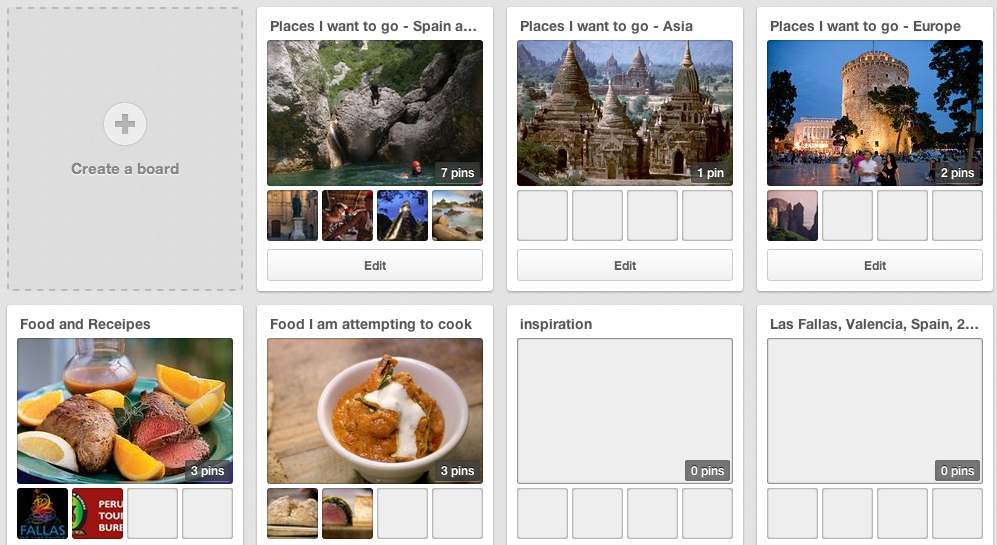 Places I want to go - Spain a...
Places I want to go - Asia
Places I want to go - Europe
Create a board
7 pins
1 pin
2 pins
Edit
Edit
Edit
Food and Receipes
Food I am attempting to cook
inspiration
Las Fallas, Valencia, Spain, 2...
3 pins
3 pins
0 pins
0 pins
FALLAS
PERU
TOU
BURE